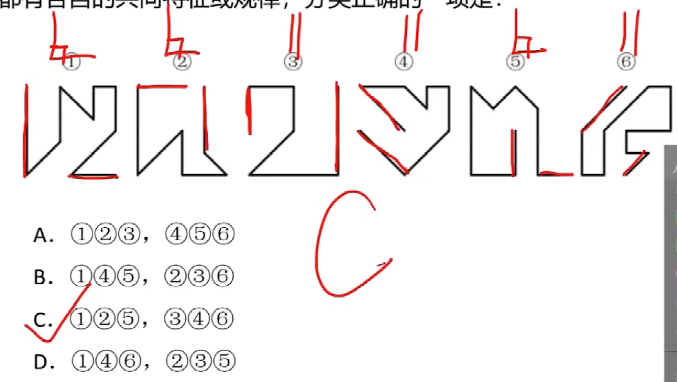 都有各自的共同特征或规律，分类正确的一项是：
① ② ③ ④ ⑤ ⑥
A. ①②③，④⑤⑥
B. ①④⑤，②③⑥
C. ①②⑤，③④⑥
D. ①④⑥，②③⑤
C